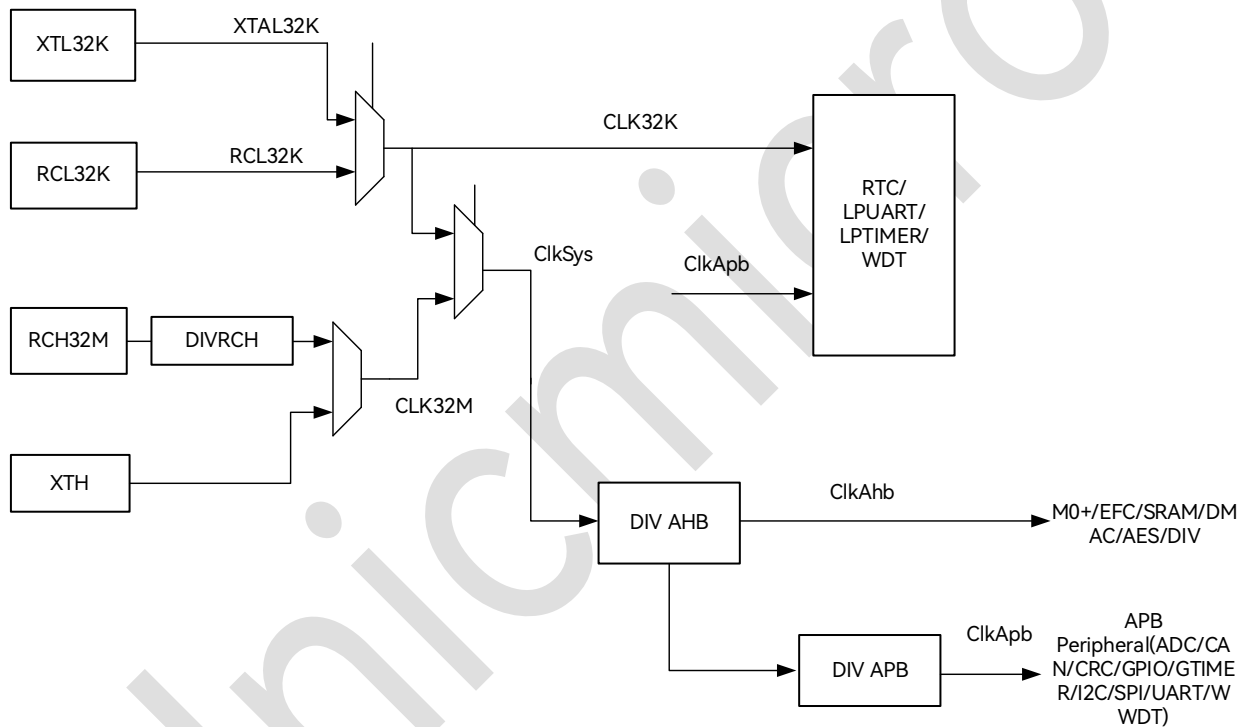 XTL32K
XTAL32K
RCL32K
RCL32K
CLK32K
RTC/
LPUART/
LPTIMER/
WDT
ClkSys
ClkApb
RCH32M
DIVRCH
CLK32M
XTH
DIV AHB
ClkAhb
M0+/EFC/SRAM/DM
AC/AES/DIV
DIV APB
ClkApb
APB
Peripheral(ADC/CA
N/CRC/GPIO/GTIME
R/I2C/SPI/UART/W
WDT)